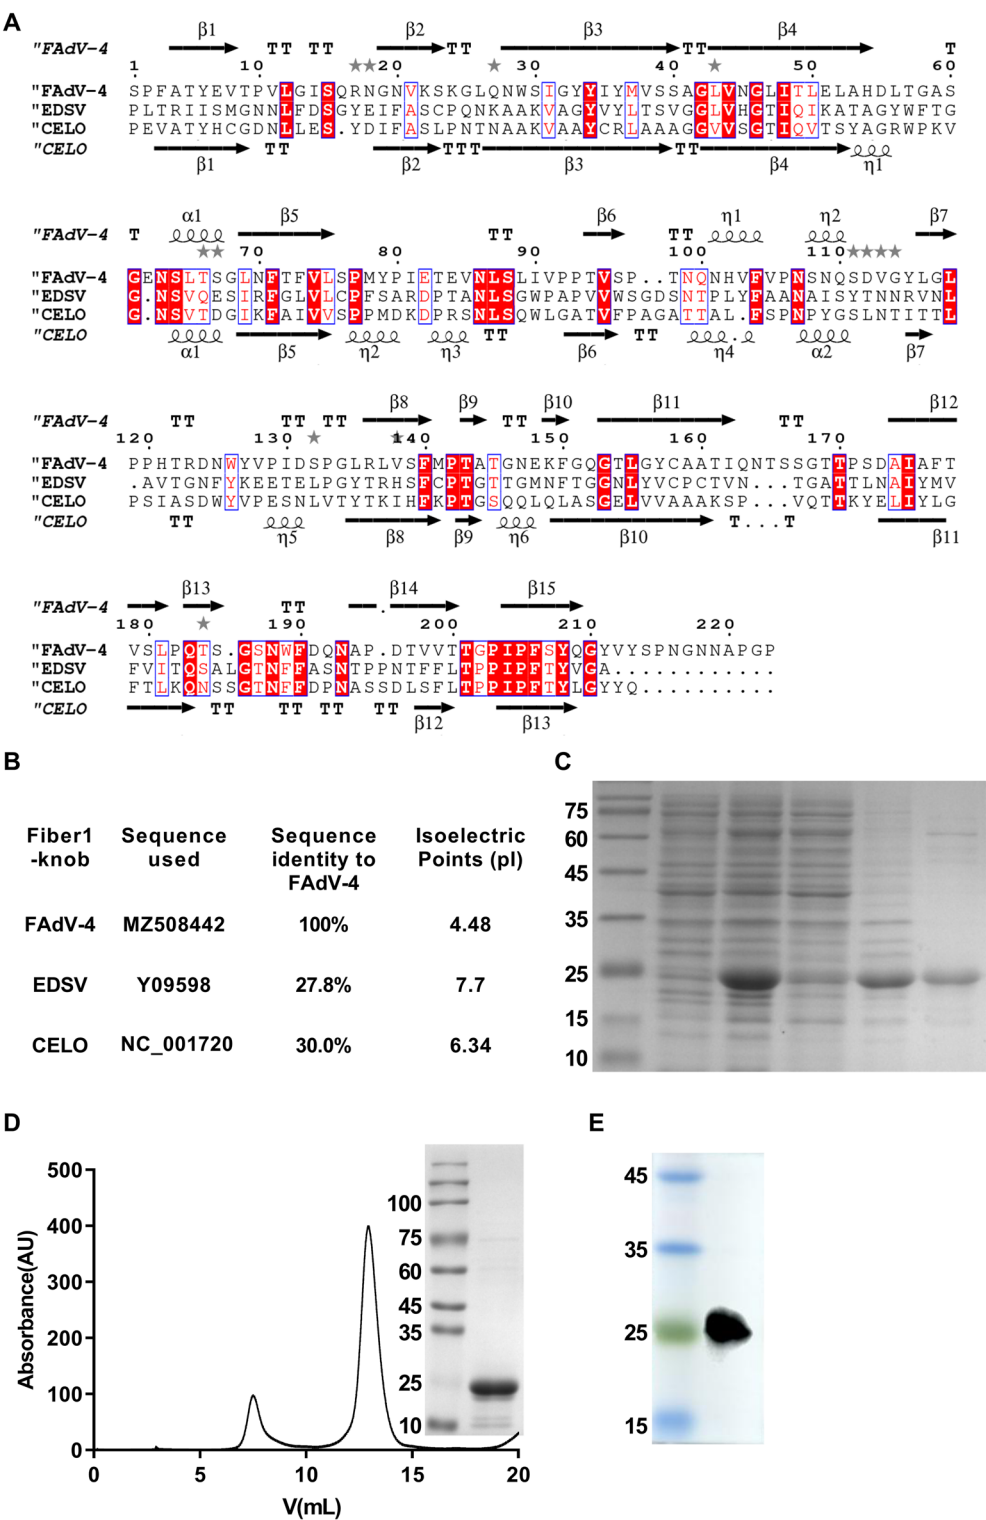 A
β1 TT TT β2 TT β3 TT β4 T
"FAdV-4
1 10 20 30 40 50 60
"FAdV-4 SPFATYEVTPVLGISQRNGNVKSKGLQNWSIGYYIYMVSSAGLVNGLITLELAHDLTGAS
"EDSV PLTRIISMGNNLFDSGYEIFASCPQNKAAKVAGYVYLTSVGGLVHGTIQIKATAGYWFTG
"CELO PEVATYHCGDNLLES.YDIFASLPNTNAAKVAAYCRLAAAGGVVSGTIQVTSYAGRWPKV
"CELO
β1 TT β2 TTT β3 TT β4 η1
α1 β5 TT β6 TT η1 η2 β7
"FAdV-4 T
70 80 90 100 110
"FAdV-4 GENSLTSGLNFTFVLSPMYPIETEVNLSLIVPPTVSP..TNQNHVFVPNSNQSDVGYLGL
"EDSV G.NSVQESIRFGLVLCPFSARDPTANLSGWPAPVVWSGDSNTPLYFAANAISYTNNRVNL
"CELO G.NSVTDGIKFAIVVSPPMDKDPRSNLSQWPAPVFPAGATTAL.FSPNPYGSLNTITTL
"CELO
α1 β5 η2 η3 TT β6 TT η4 α2 β7
"FAdV-4 TT TT TT β8 β9 TT β10 β11 TT β12
120 130 140 150 160 170
"FAdV-4 PPHTRDNWYVPIDSPGLRLVSFMPTATGNEKFGQGTLGYCAATIQNTSSGTTPSDAIAFT
"EDSV .AVTGNFYKEETELPGYTRHSFCPTGTTGMNFTGGNLYVCPCTVN...TGATTLNAIYMV
"CELO PSIASDWYVPEESNLVTYTKIHFKPTGSQQLQLASGELVVAAAKSP...VQTTKYELIYLG
"CELO TT η5 β8 β9 η6 β10 T...T β11
"FAdV-4 β13 TT . β14 β15
180 190 200 210 220
"FAdV-4 VSLPQTS.GSNWFDQNAP.DTVVTTGPIPFSYQGYVYSPNGNNAPGP
"EDSV FVITQSALGTNFFASNTPPNTFFLTPPIPFTYVGA............
"CELO FTLKQNSSGTNFFDPNASSDLSFLTPPIPFTYLGYYQ..........
"CELO TT TT TT TT β12 β13
B
Fiber1 -knob Sequence used Sequence identity to FAdV-4 Isoelectric Points (pI)
FAdV-4 MZ508442 100% 4.48
EDSV Y09598 27.8% 7.7
CELO NC_001720 30.0% 6.34
C
75
60
45
35
25
15
10
D
500
400
300
200
100
0
Absorbance(AU)
0 5 10 15 20
V(mL)
100
75
60
45
35
25
10
E
45
35
25
15